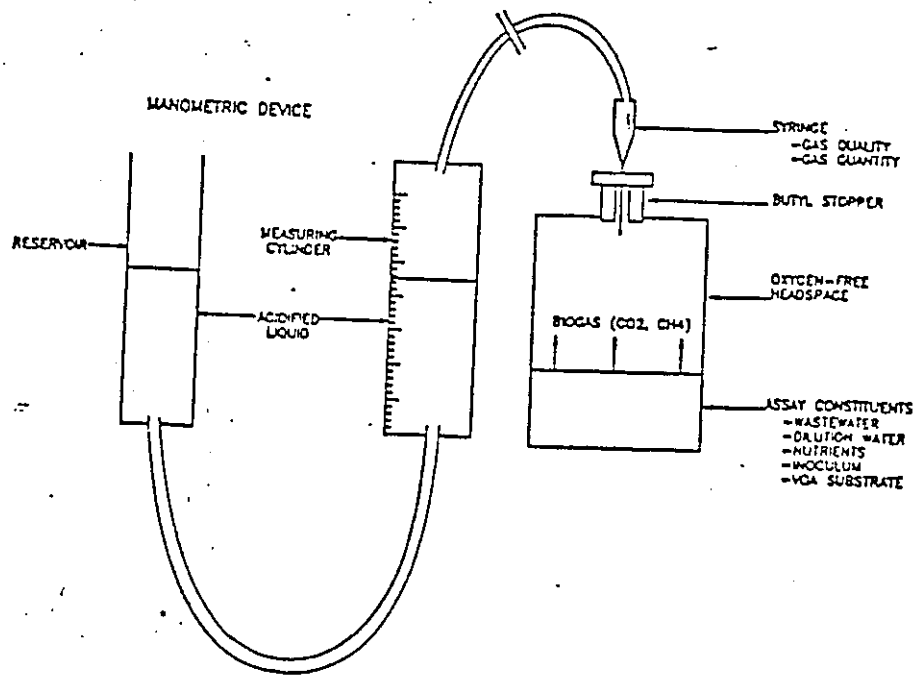 MANOMETRIC DEVICE
SYRINGE
-GAS QUALITY
-GAS QUANTITY
BUTYL STOPPER
RESERVOIR
MEASURING
CYLINDER
OXYGEN-FREE
HEADSPACE
ACIDIFIED
LIQUID
BIOGAS (CO2, CH4)
ASSAY CONSTITUENTS
-WASTEWATER
-DILUTION WATER
-NUTRIENTS
-INOCULUM
-VOA SUBSTRATE